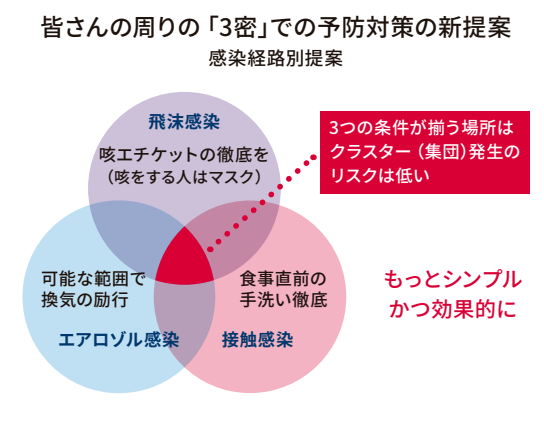 皆さんの周りの「3密」での予防対策の新提案
感染経路別提案
飛沫感染
咳エチケットの徹底を
（咳をする人はマスク）
3つの条件が揃う場所は
クラスター（集団）発生の
リスクは低い
可能な範囲で
換気の励行
エアロゾル感染
食事直前の
手洗い徹底
接触感染
もっとシンプル
かつ効果的に